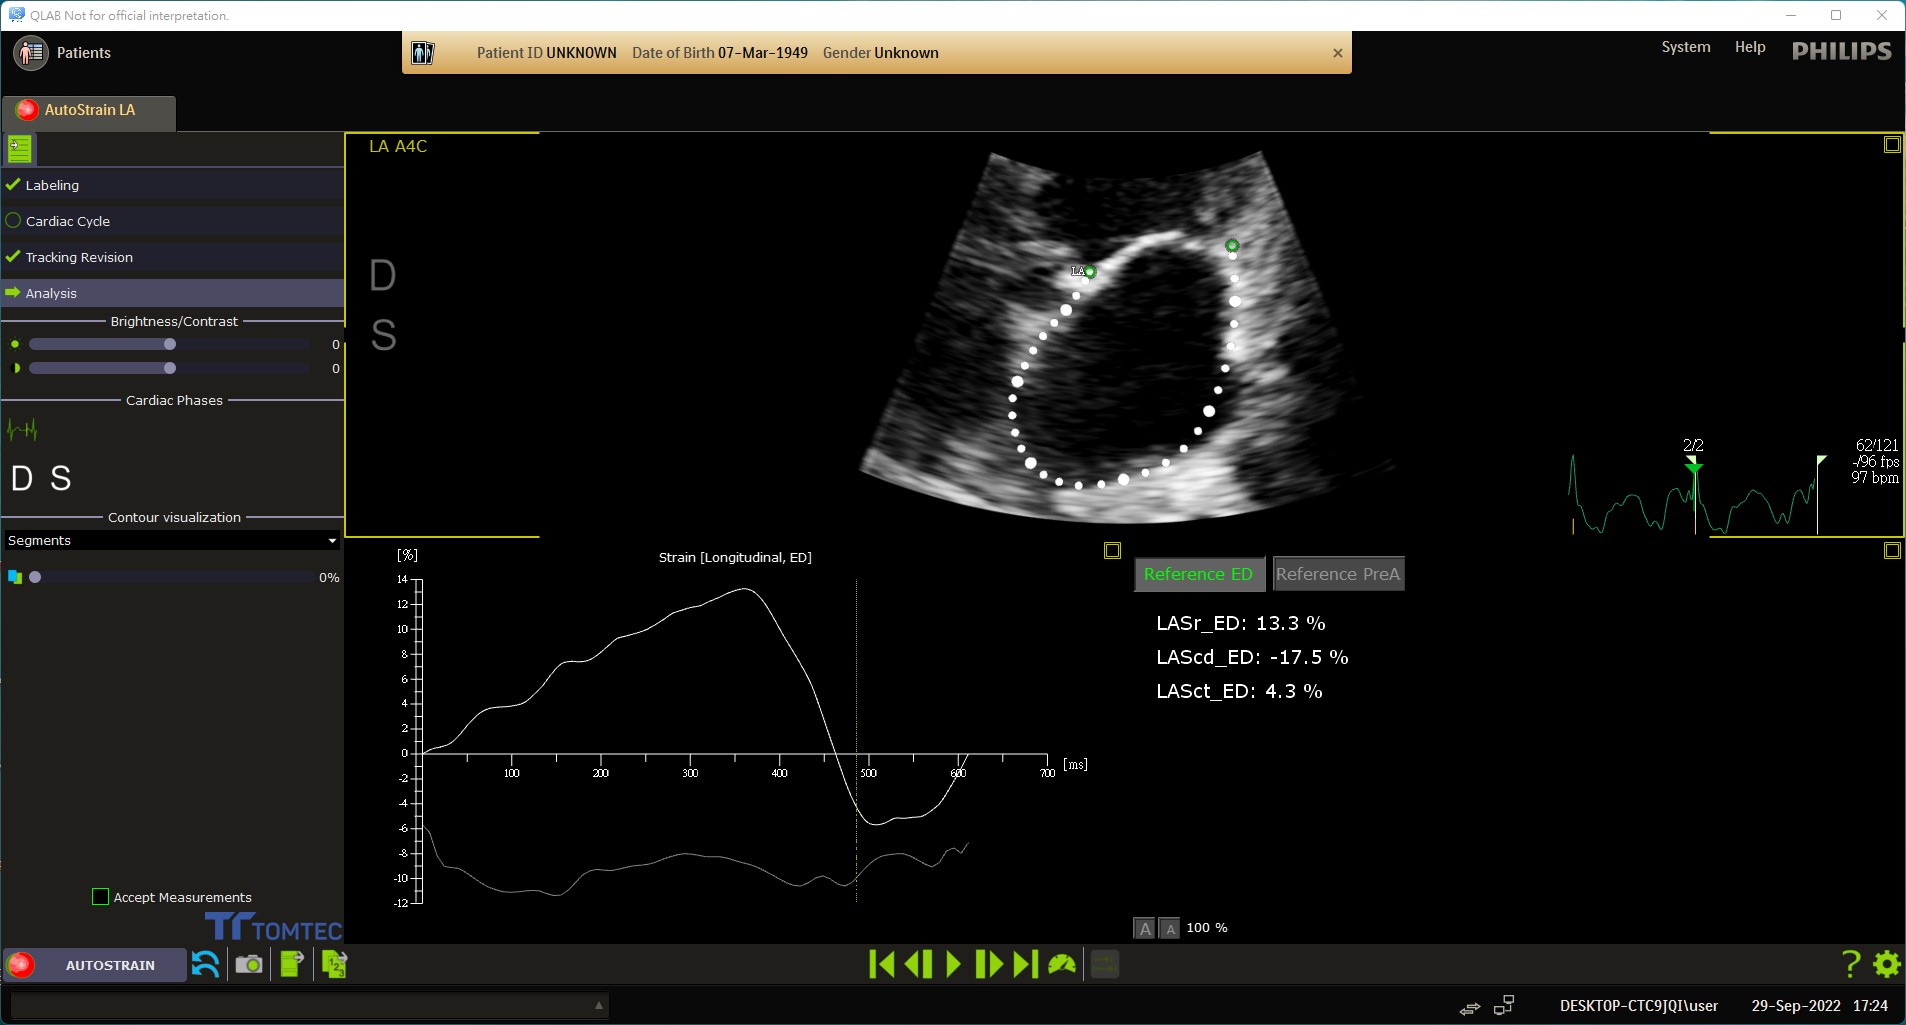 QLAB Not for official interpretation.
Patients
Patient ID UNKNOWN Date of Birth 07-Mar-1949 Gender Unknown
System Help PHILIPS
AutoStrain LA
Labeling
Cardiac Cycle
Tracking Revision
Analysis
Brightness/Contrast
0
0
Cardiac Phases
D S
Contour visualization
Segments
0%
Accept Measurements
TOMTEC
LA A4C
D
S
LA
2/2
62/121
-/96 fps
97 bpm
[%]
Strain [Longitudinal, ED]
14
12
10
8
6
4
2
0
-2
-4
-6
-8
-10
-12
100 200 300 400 500 600 700 [ms]
Reference ED Reference PreA
LASr_ED: 13.3 %
LAScd_ED: -17.5 %
LASct_ED: 4.3 %
A A 100 %
AUTOSTRAIN
123
?
DESKTOP-CTC9JQI\user 29-Sep-2022 17:24